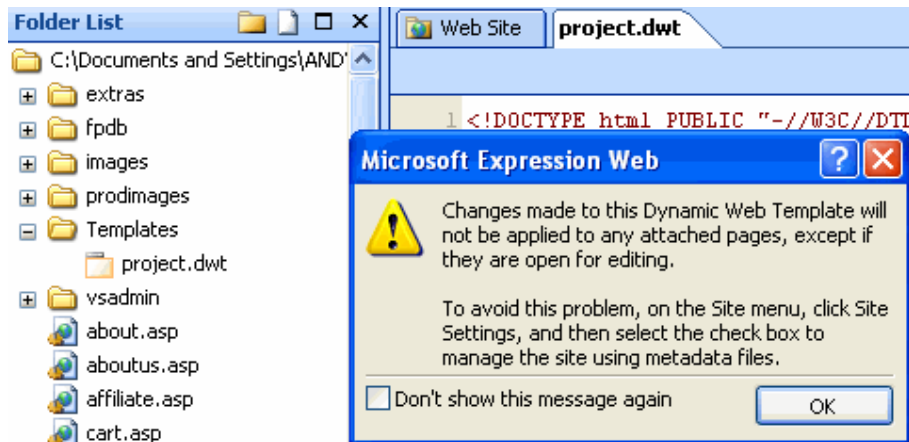 Folder List
C:\Documents and Settings\AND
extras
fpdb
images
prodimages
Templates
project.dwt
vsadmin
about.asp
aboutus.asp
affiliate.asp
cart.asp
Web Site
project.dwt
1 <!DOCTYPE html PUBLIC "-//W3C//DTD
Microsoft Expression Web
Changes made to this Dynamic Web Template will
not be applied to any attached pages, except if
they are open for editing.
To avoid this problem, on the Site menu, click Site
Settings, and then select the check box to
manage the site using metadata files.
Don't show this message again
OK